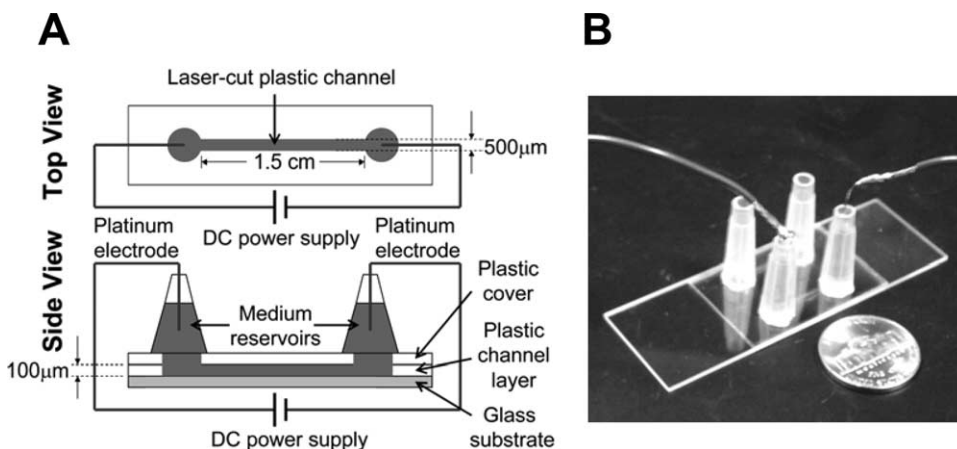 A
B
Top View
Laser-cut plastic channel
1.5 cm
500μm
DC power supply
Side View
Platinum
electrode
Platinum
electrode
Medium
reservoirs
Plastic
cover
Plastic
channel
layer
Glass
substrate
100μm
DC power supply